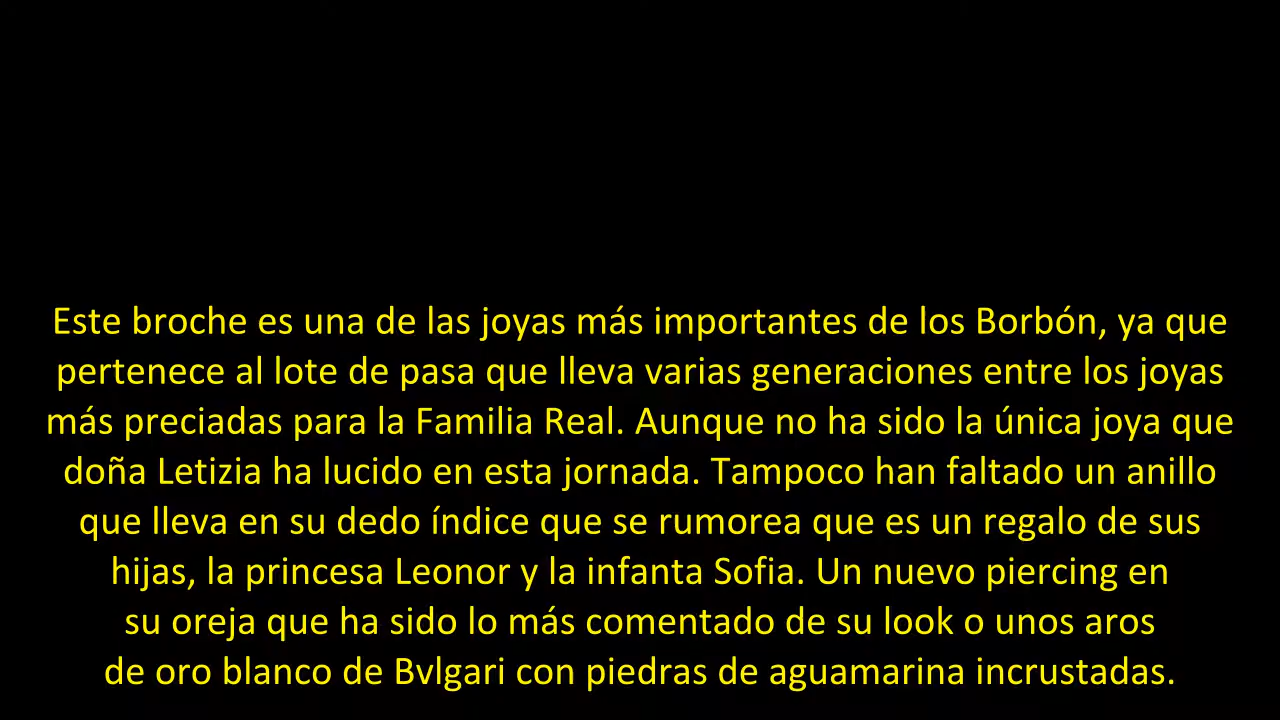 Este broche es una de las joyas más importantes de los Borbón, ya que
pertenece al lote de pasa que lleva varias generaciones entre los joyas
más preciadas para la Familia Real. Aunque no ha sido la única joya que
doña Letizia ha lucido en esta jornada. Tampoco han faltado un anillo
que lleva en su dedo índice que se rumorea que es un regalo de sus
hijas, la princesa Leonor y la infanta Sofia. Un nuevo piercing en
su oreja que ha sido lo más comentado de su look o unos aros
de oro blanco de Bvlgari con piedras de aguamarina incrustadas.